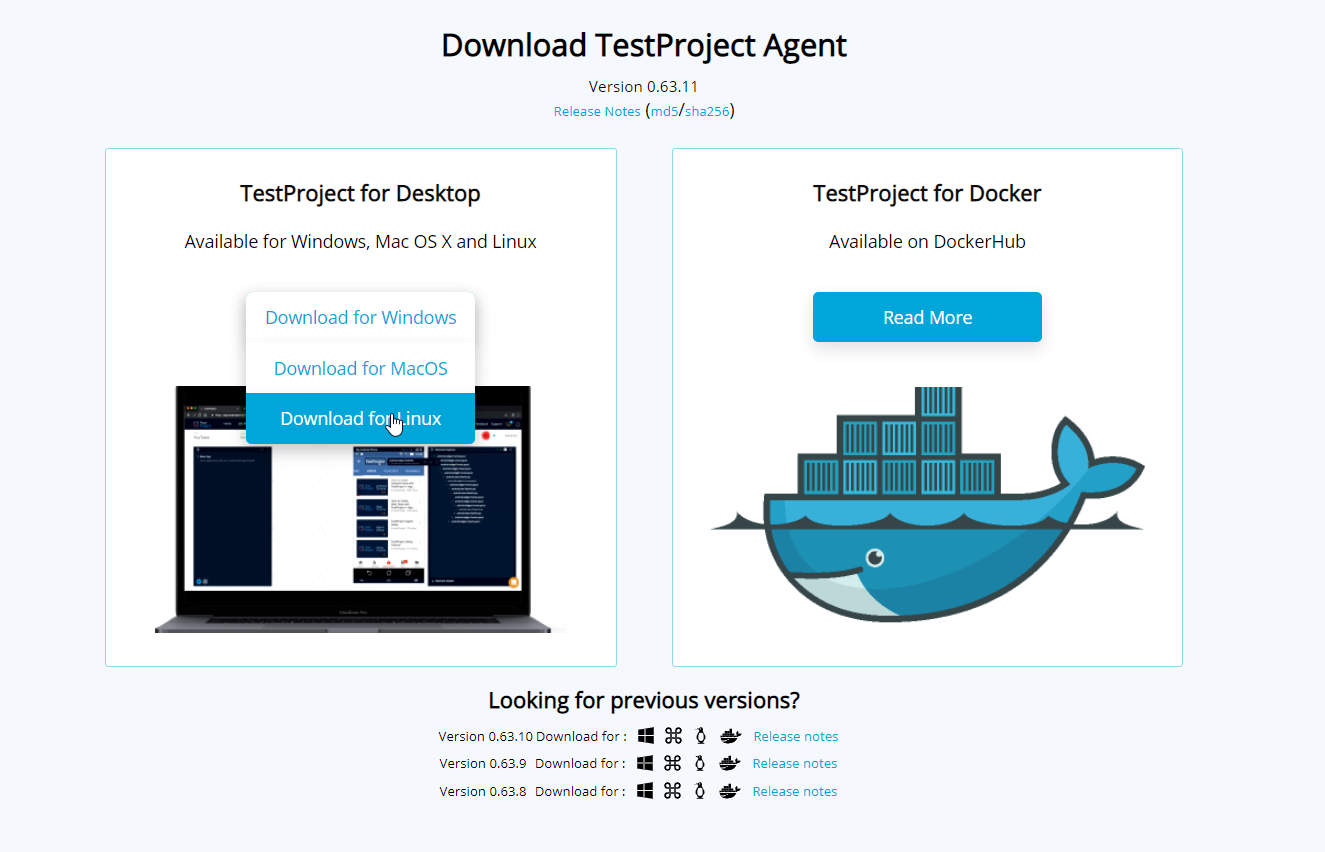 Download TestProject Agent
Version 0.63.11
Release Notes (md5/sha256)
TestProject for Desktop
Available for Windows, Mac OS X and Linux
Download for Windows
Download for MacOS
Download for Linux
MacBook Pro
TestProject for Docker
Available on DockerHub
Read More
Looking for previous versions?
Version 0.63.10 Download for : Release notes
Version 0.63.9 Download for : Release notes
Version 0.63.8 Download for : Release notes